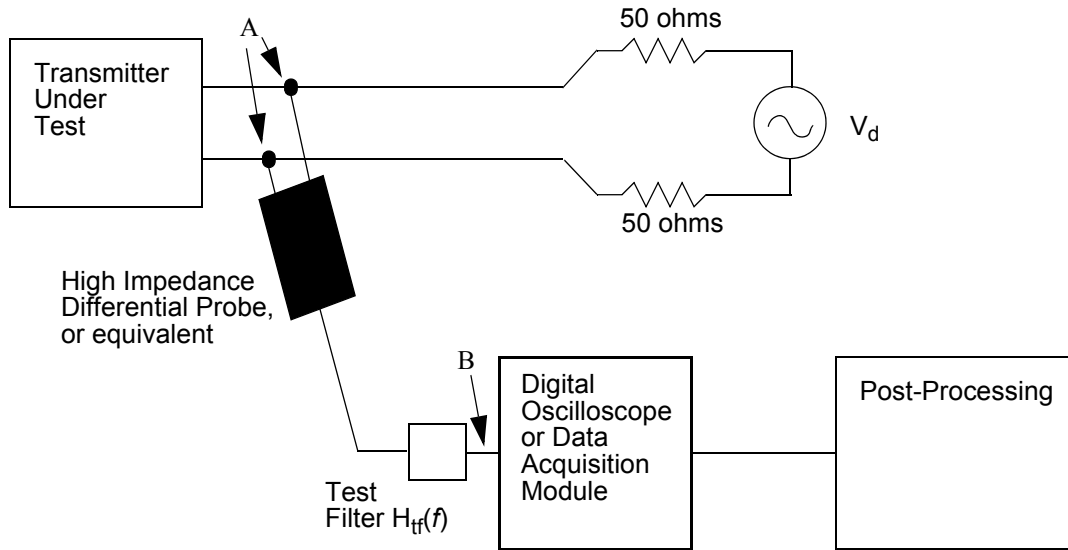 50 ohms
A
Transmitter
Under
Test
V_d
50 ohms
High Impedance
Differential Probe,
or equivalent
B
Digital
Oscilloscope
or Data
Acquisition
Module
Post-Processing
Test
Filter H_tf(f)